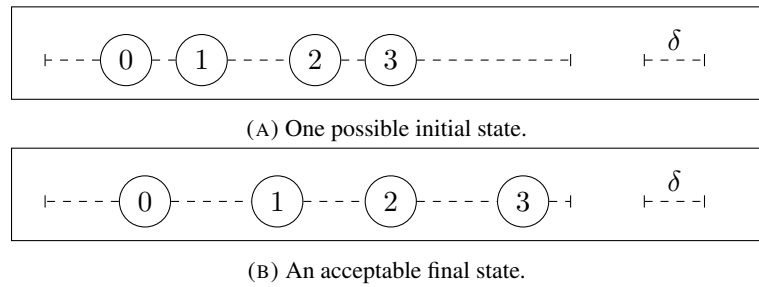 δ
0 1 2 3
(A) One possible initial state.
δ
0 1 2 3
(B) An acceptable final state.